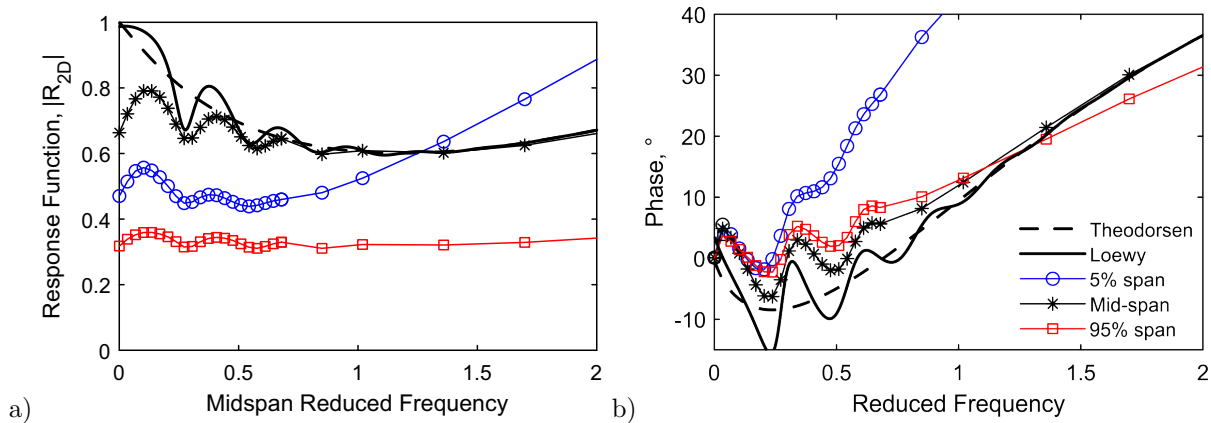 a)
Response Function, |R2D|
1
0.8
0.6
0.4
0.2
0
0 0.5 1 1.5 2
Midspan Reduced Frequency
b)
Phase, °
40
30
20
10
0
-10
0 0.5 1 1.5 2
Reduced Frequency
Theodorsen
Loewy
5% span
Mid-span
95% span